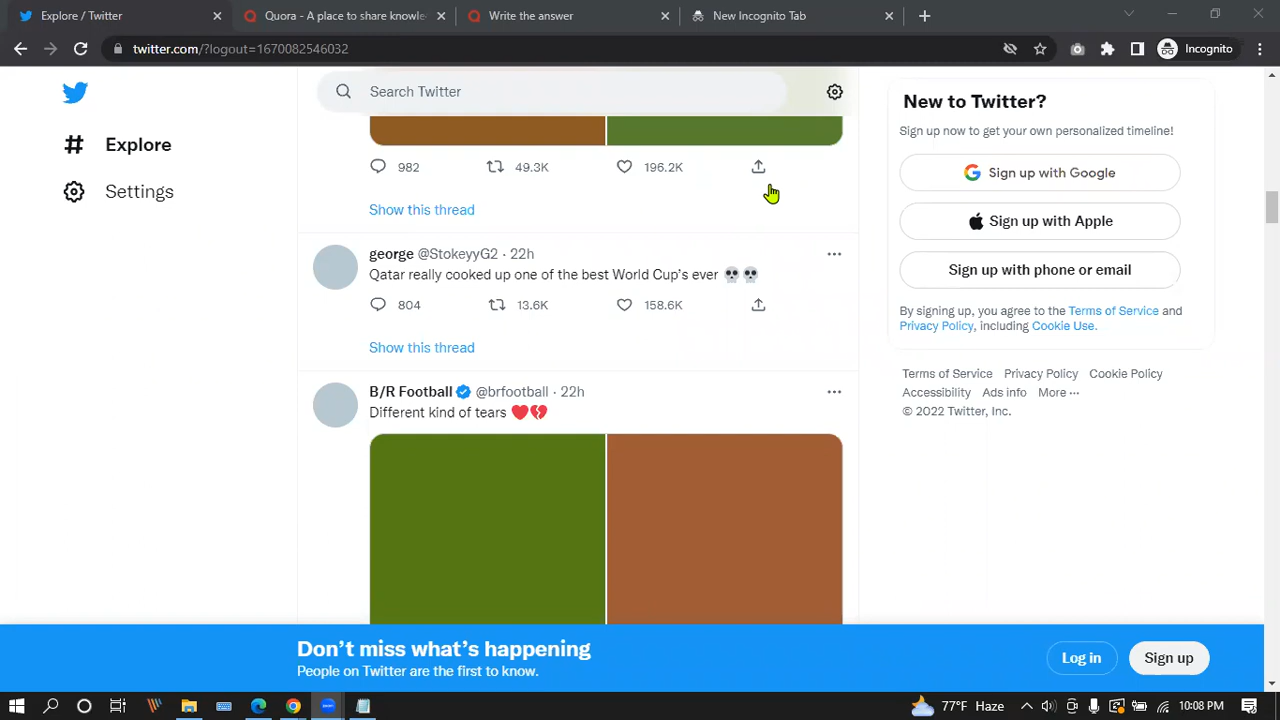 Explore / Twitter
Quora - A place to share knowle
Write the answer
New Incognito Tab
twitter.com/?logout=1670082546032
Incognito
Search Twitter
Explore
Settings
982 49.3K 196.2K
Show this thread
george @StokeyyG2 · 22h
Qatar really cooked up one of the best World Cup's ever 💀💀
804 13.6K 158.6K
Show this thread
B/R Football @brfootball · 22h
Different kind of tears ❤️💔
New to Twitter?
Sign up now to get your own personalized timeline!
Sign up with Google
Sign up with Apple
Sign up with phone or email
By signing up, you agree to the Terms of Service and
Privacy Policy, including Cookie Use.
Terms of Service Privacy Policy Cookie Policy
Accessibility Ads info More ···
© 2022 Twitter, Inc.
Don't miss what's happening
People on Twitter are the first to know.
Log in
Sign up
77°F Haze
10:08 PM